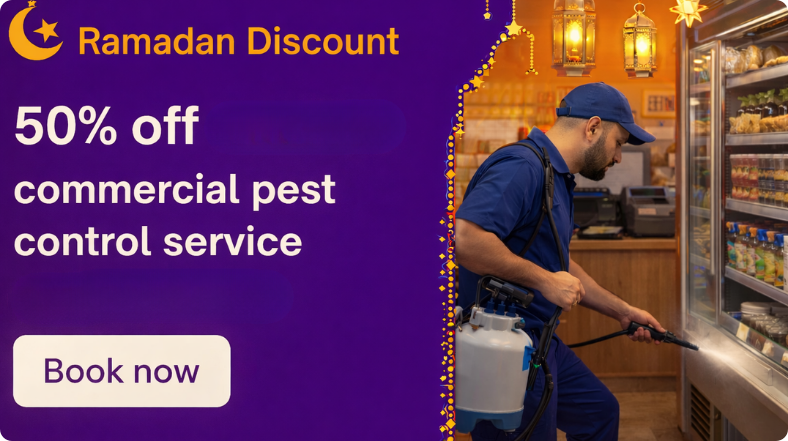 Ramadan Discount
50% off
commercial pest
control service
Book now